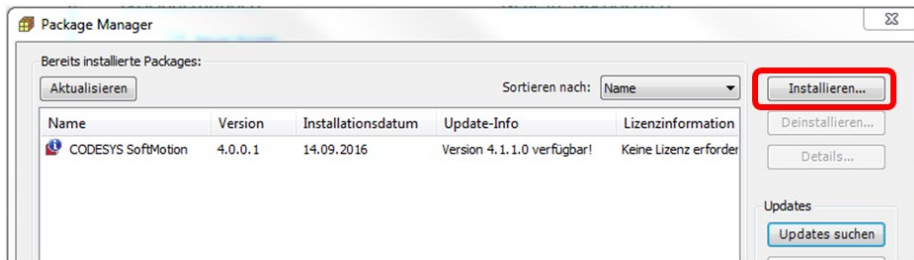 Package Manager
Bereits installierte Packages:
Aktualisieren
Sortieren nach: Name
Installieren...
Name Version Installationsdatum Update-Info Lizenzinformation
Deinstallieren...
CODESYS SoftMotion 4.0.0.1 14.09.2016 Version 4.1.1.0 verfügbar! Keine Lizenz erforder
Details...
Updates
Updates suchen